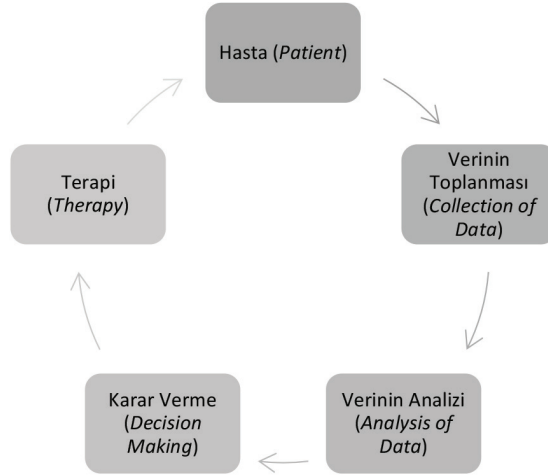 Hasta (Patient)
Verinin
Toplanması
(Collection of
Data)
Verinin Analizi
(Analysis of
Data)
Karar Verme
(Decision
Making)
Terapi
(Therapy)